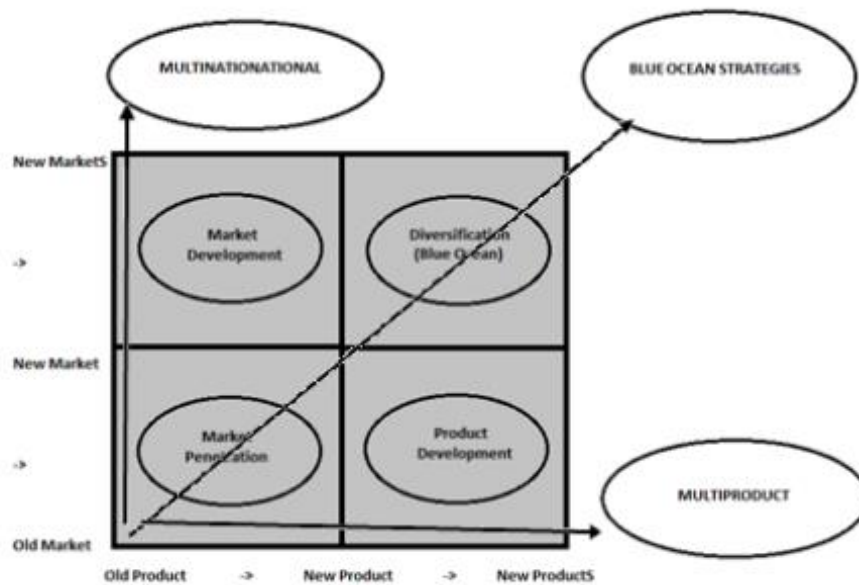 MULTINATIONATIONAL
BLUE OCEAN STRATEGIES
New MarketS
Market
Development
Diversification
(Blue Ocean)
->
New Market
Market
Penetration
Product
Development
->
MULTIPRODUCT
Old Market
Old Product -> New Product -> New ProductS